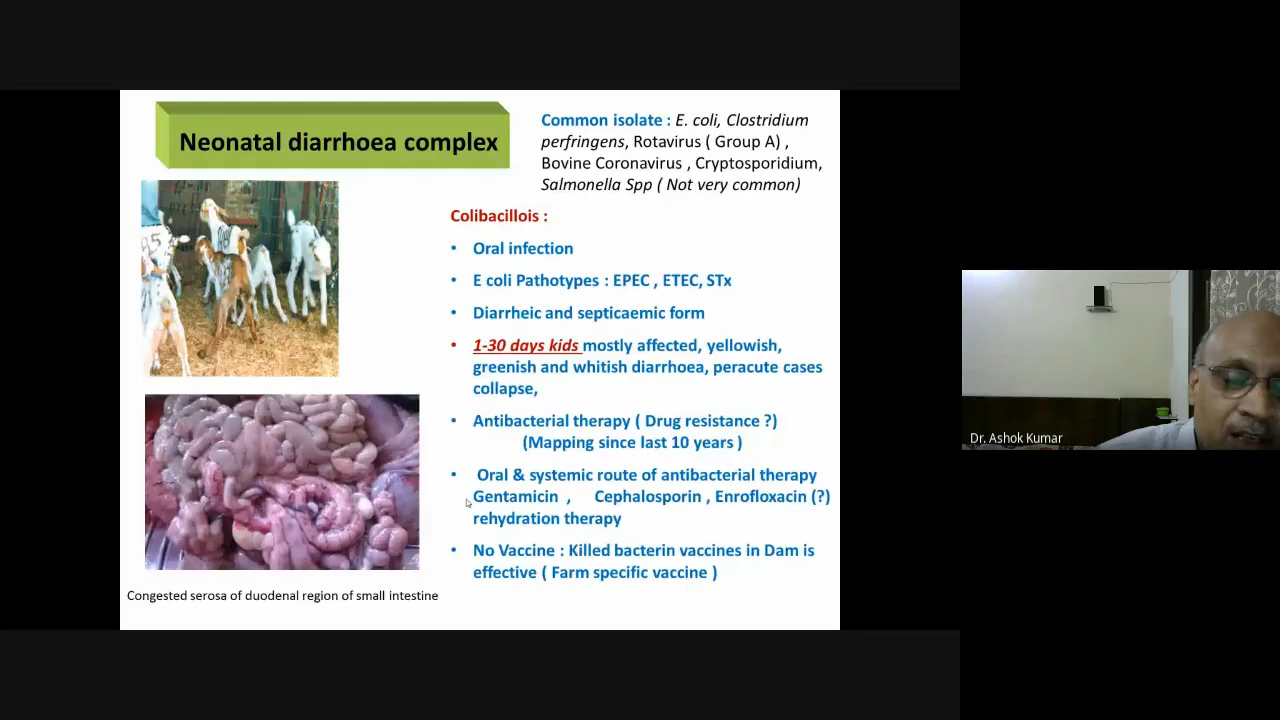 Neonatal diarrhoea complex
Common isolate : E. coli, Clostridium
perfringens, Rotavirus ( Group A) ,
Bovine Coronavirus , Cryptosporidium,
Salmonella Spp ( Not very common)
Colibacillois :
• Oral infection
• E coli Pathotypes : EPEC , ETEC, STx
• Diarrheic and septicaemic form
• 1-30 days kids mostly affected, yellowish,
greenish and whitish diarrhoea, peracute cases
collapse,
• Antibacterial therapy ( Drug resistance ?)
(Mapping since last 10 years )
• Oral & systemic route of antibacterial therapy
Gentamicin , Cephalosporin , Enrofloxacin (?)
rehydration therapy
• No Vaccine : Killed bacterin vaccines in Dam is
effective ( Farm specific vaccine )
Congested serosa of duodenal region of small intestine
Dr. Ashok Kumar